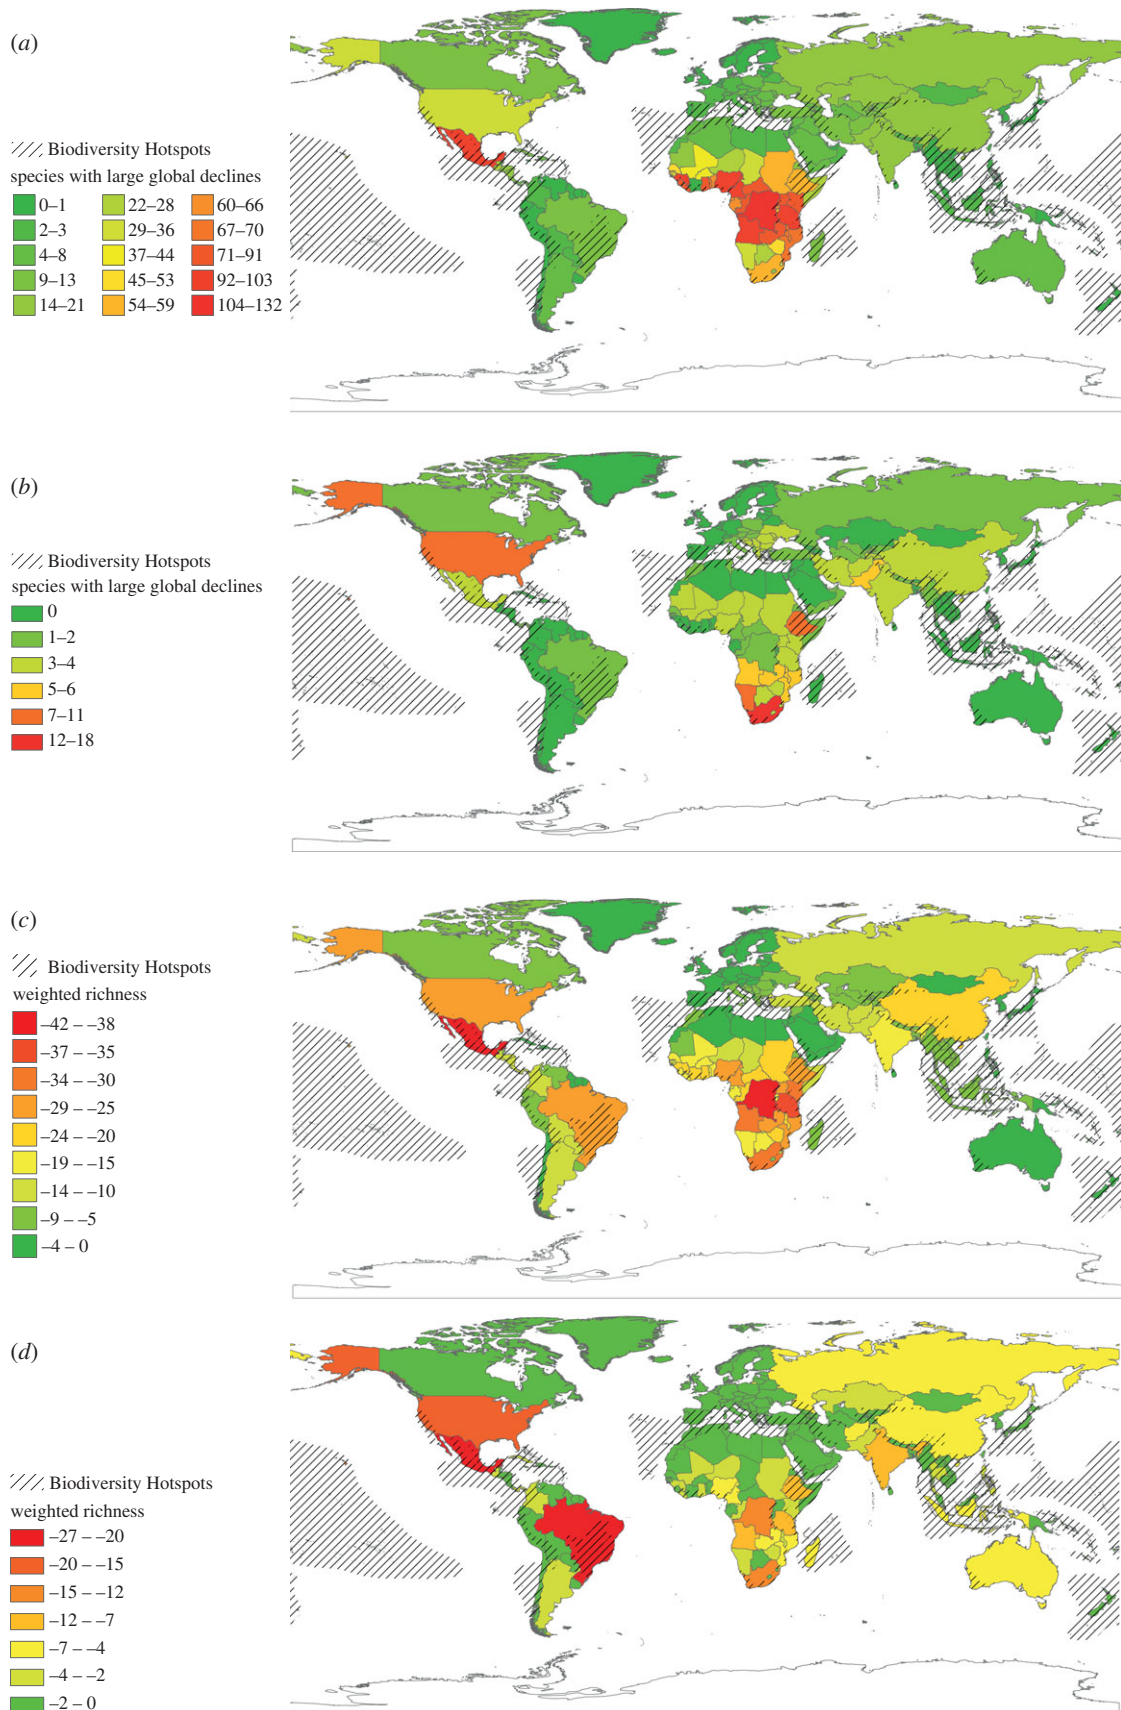 (a)
Biodiversity Hotspots
species with large global declines
0–1 22–28 60–66
2–3 29–36 67–70
4–8 37–44 71–91
9–13 45–53 92–103
14–21 54–59 104–132
(b)
Biodiversity Hotspots
species with large global declines
0
1–2
3–4
5–6
7–11
12–18
(c)
Biodiversity Hotspots
weighted richness
–42 – –38
–37 – –35
–34 – –30
–29 – –25
–24 – –20
–19 – –15
–14 – –10
–9 – –5
–4 – 0
(d)
Biodiversity Hotspots
weighted richness
–27 – –20
–20 – –15
–15 – –12
–12 – –7
–7 – –4
–4 – –2
–2 – 0